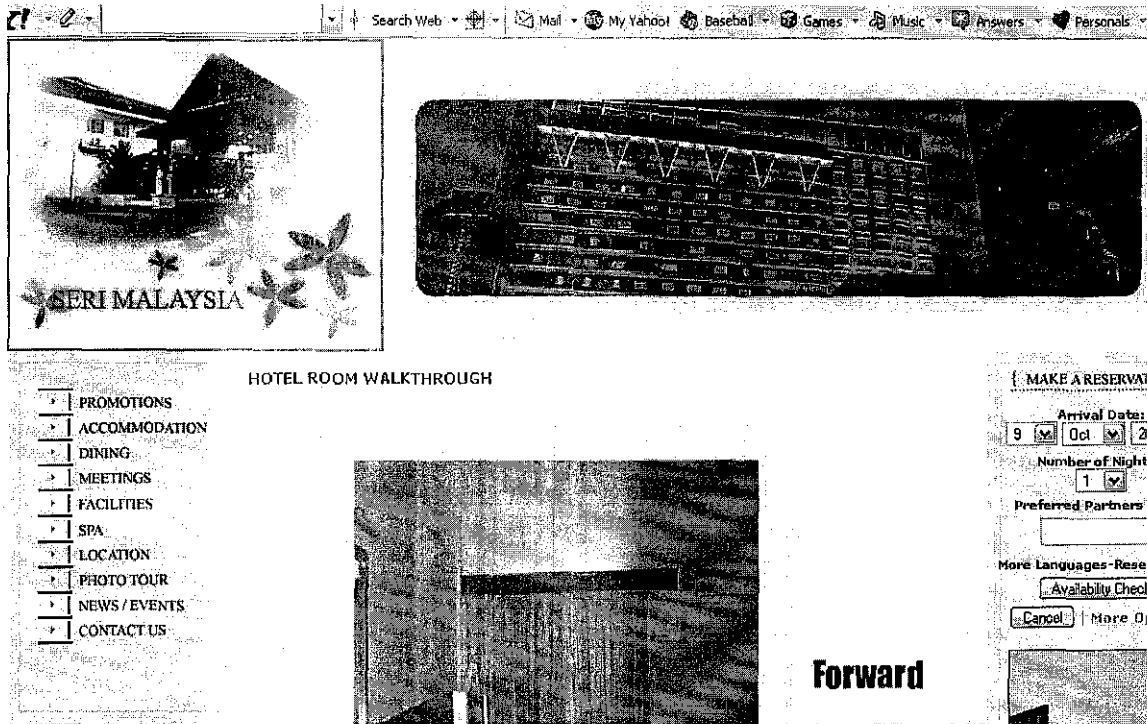 Y! Search Web Mail My Yahoo! Baseball Games Music Answers Personals
SERI MALAYSIA
HOTEL ROOM WALKTHROUGH
PROMOTIONS
ACCOMMODATION
DINING
MEETINGS
FACILITIES
SPA
LOCATION
PHOTO TOUR
NEWS / EVENTS
CONTACT US
Forward
MAKE A RESERVAT
Arrival Date:
9 Oct 2
Number of Night
1
Preferred Partners
More Languages-Rese
Availability Check
Cancel | More Op